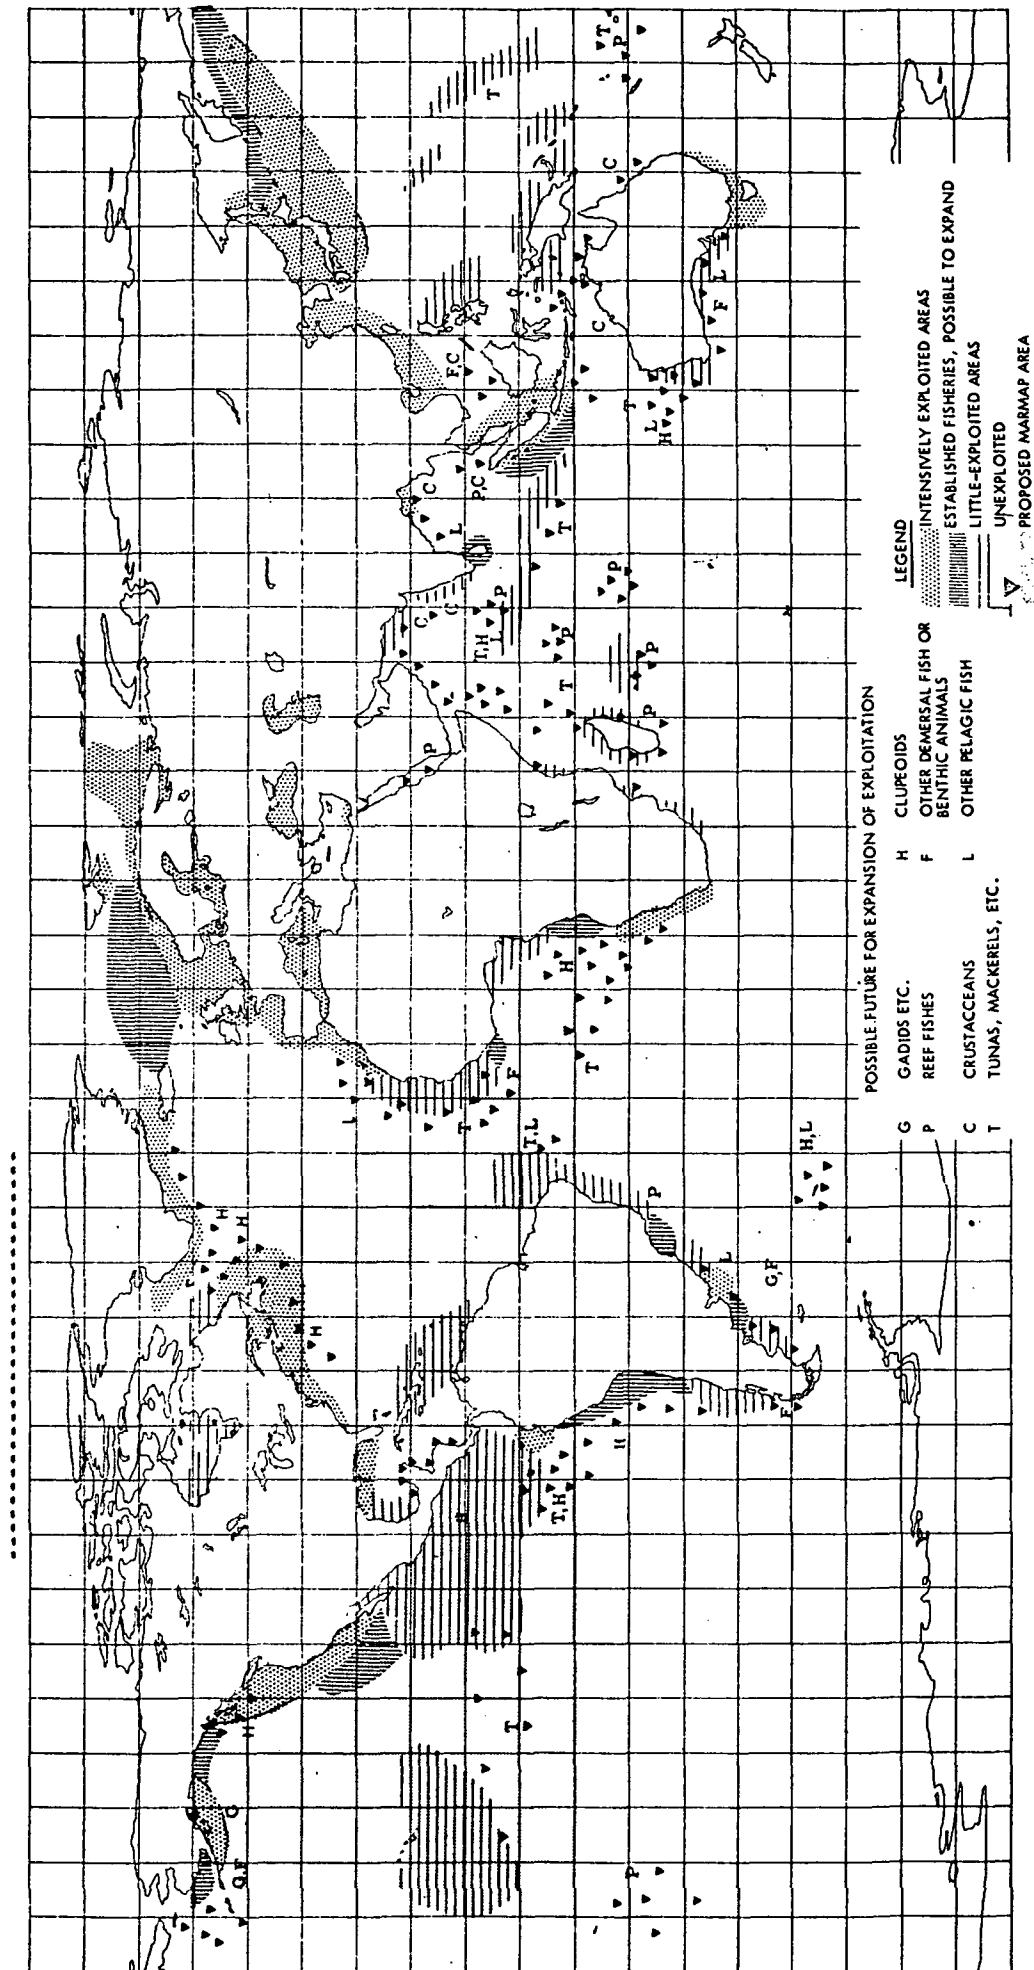 G,F
G
H
H
H
H
L
P
C
C
C
L
F,C
T
F
T,H
L
P
P,C
T
T
T,H
T,L
H
T
T
P
T
C
C
T
P
P
H
P
P
P
P
T
L
H
F
L
P
L
F
G,F
H,L
POSSIBLE FUTURE FOR EXPANSION OF EXPLOITATION
LEGEND
G GADIDS ETC.
H CLUPEOIDS
INTENSIVELY EXPLOITED AREAS
P REEF FISHES
F OTHER DEMERSAL FISH OR
BENTHIC ANIMALS
ESTABLISHED FISHERIES, POSSIBLE TO EXPAND
C CRUSTACCEANS
L OTHER PELAGIC FISH
LITTLE-EXPLOITED AREAS
T TUNAS, MACKERELS, ETC.
UNEXPLOITED
PROPOSED MARMAP AREA